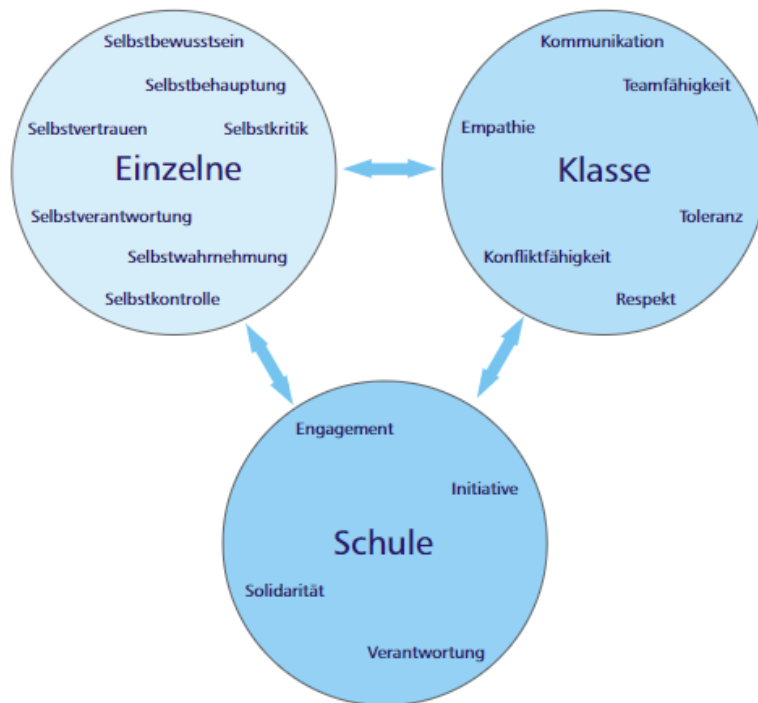 Selbstbewusstsein
Selbstbehauptung
Selbstvertrauen
Selbstkritik
Einzelne
Selbstverantwortung
Selbstwahrnehmung
Selbstkontrolle
Kommunikation
Teamfähigkeit
Empathie
Klasse
Toleranz
Konfliktfähigkeit
Respekt
Engagement
Initiative
Schule
Solidarität
Verantwortung